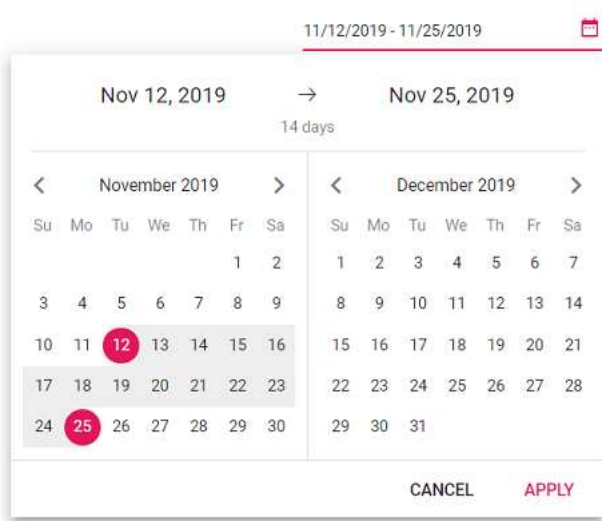 11/12/2019 - 11/25/2019
Nov 12, 2019 → Nov 25, 2019
14 days
November 2019
Su Mo Tu We Th Fr Sa
1 2
3 4 5 6 7 8 9
10 11 12 13 14 15 16
17 18 19 20 21 22 23
24 25 26 27 28 29 30
December 2019
Su Mo Tu We Th Fr Sa
1 2 3 4 5 6 7
8 9 10 11 12 13 14
15 16 17 18 19 20 21
22 23 24 25 26 27 28
29 30 31
CANCEL APPLY